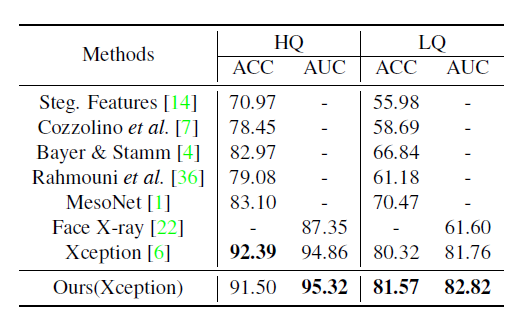 Methods HQ LQ
ACC AUC ACC AUC
Steg. Features [14] 70.97 - 55.98 -
Cozzolino et al. [7] 78.45 - 58.69 -
Bayer & Stamm [4] 82.97 - 66.84 -
Rahmouni et al. [36] 79.08 - 61.18 -
MesoNet [1] 83.10 - 70.47 -
Face X-ray [22] - 87.35 - 61.60
Xception [6] 92.39 94.86 80.32 81.76
Ours(Xception) 91.50 95.32 81.57 82.82